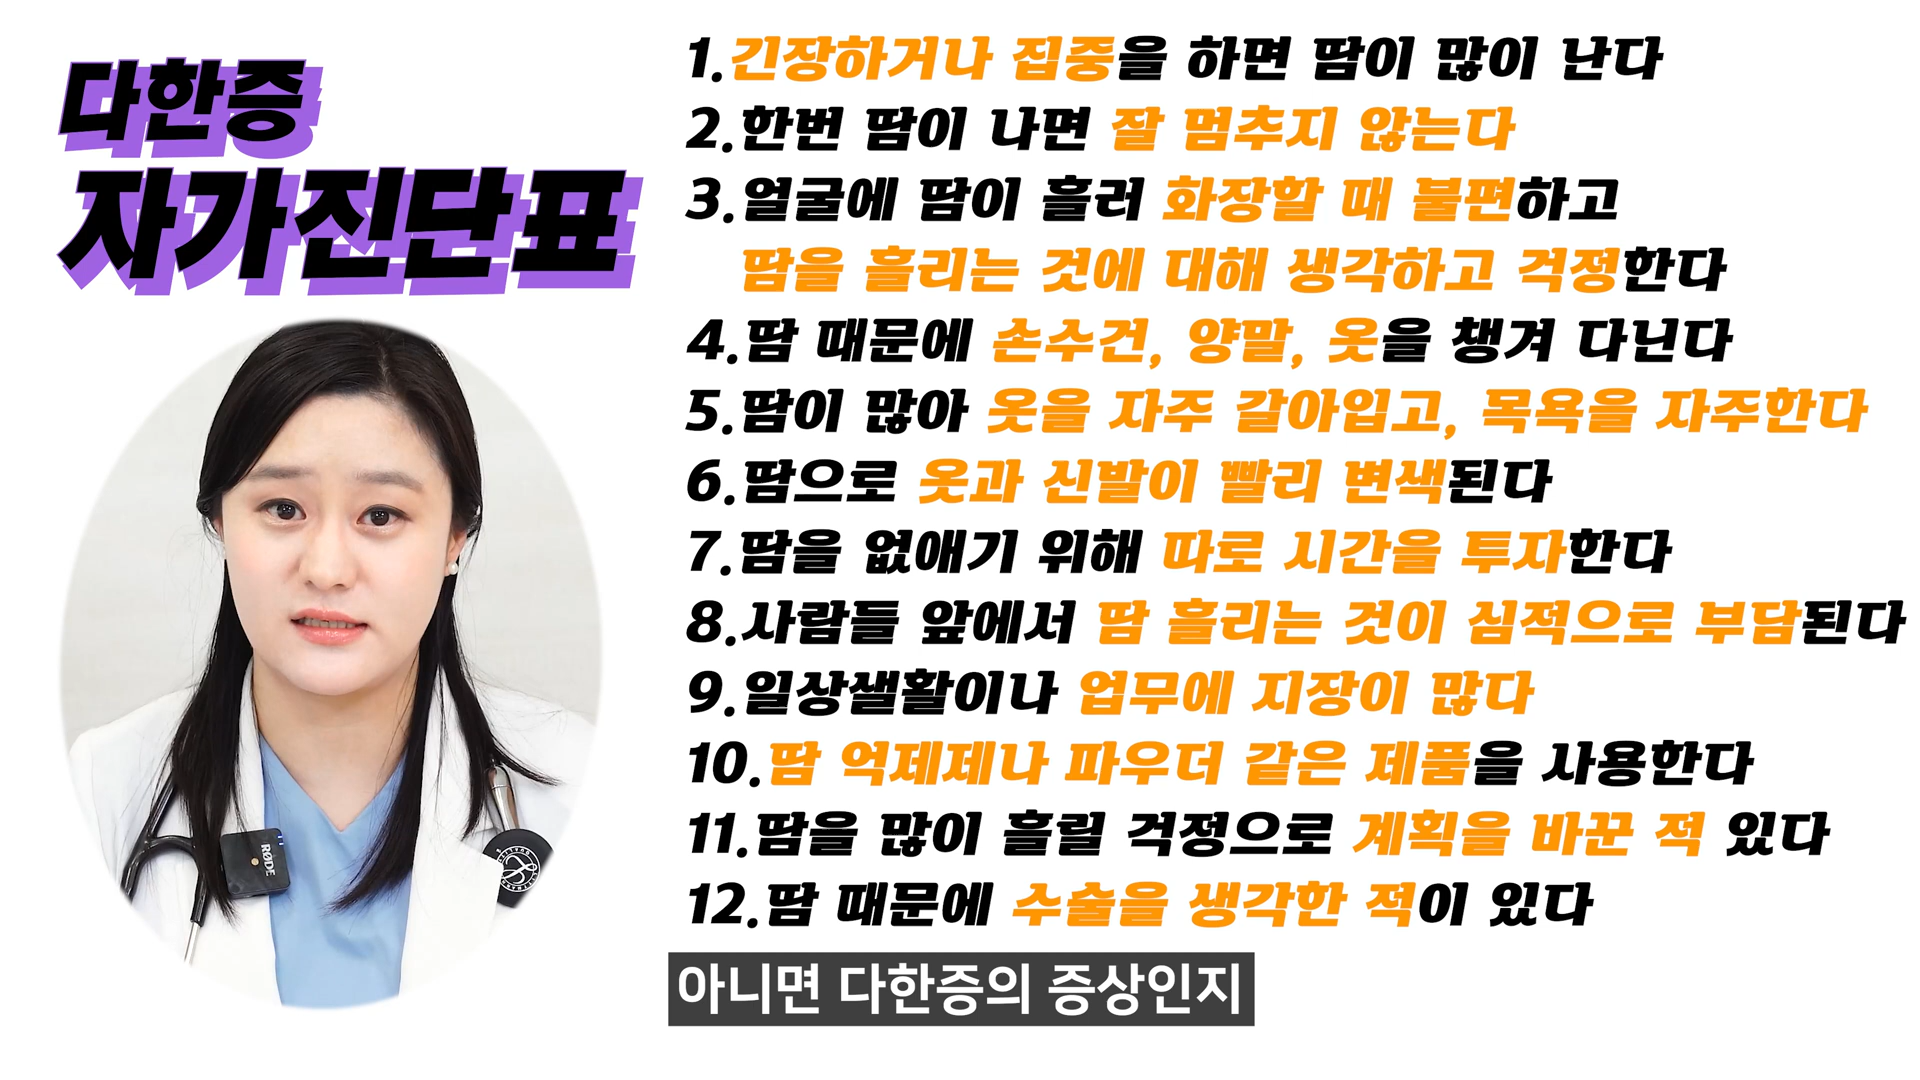 다한증
자가진단표
1.긴장하거나 집중을 하면 땀이 많이 난다
2.한번 땀이 나면 잘 멈추지 않는다
3.얼굴에 땀이 흘러 화장할 때 불편하고
땀을 흘리는 것에 대해 생각하고 걱정한다
4.땀 때문에 손수건, 양말, 옷을 챙겨 다닌다
5.땀이 많아 옷을 자주 갈아입고, 목욕을 자주한다
6.땀으로 옷과 신발이 빨리 변색된다
7.땀을 없애기 위해 따로 시간을 투자한다
8.사람들 앞에서 땀 흘리는 것이 심적으로 부담된다
9.일상샐활이나 업무에 지장이 많다
10.땀 억제제나 파우더 같은 제품을 사용한다
11.땀을 많이 흘릴 걱정으로 계획을 바꾼 적 있다
12.땀 때문에 수술을 생각한 적이 있다
RØDE
아니면 다한증의 증상인지